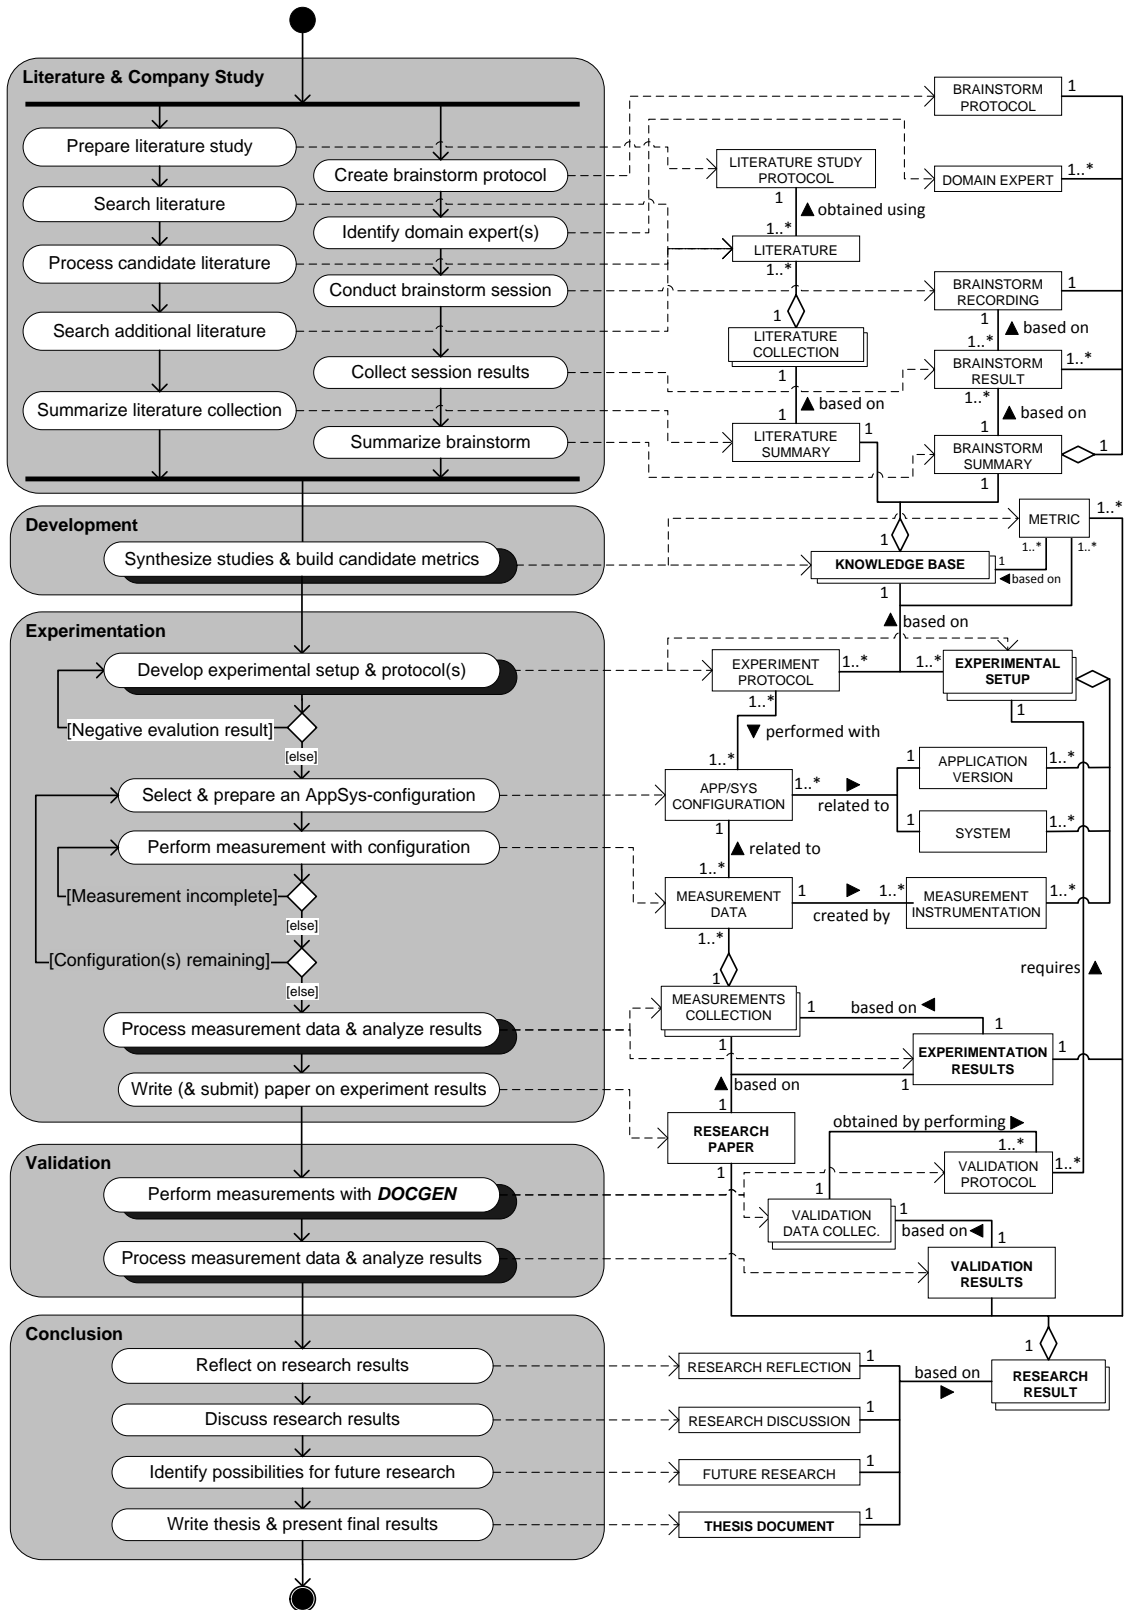 Literature & Company Study
Prepare literature study
Search literature
Process candidate literature
Search additional literature
Summarize literature collection
Create brainstorm protocol
Identify domain expert(s)
Conduct brainstorm session
Collect session results
Summarize brainstorm
BRAINSTORM
PROTOCOL
1
LITERATURE STUDY
PROTOCOL
1
▲ obtained using
1..*
LITERATURE
1..*
1
LITERATURE
COLLECTION
1
▲ based on
1
LITERATURE
SUMMARY
1
DOMAIN EXPERT
1..*
BRAINSTORM
RECORDING
1
1
▲ based on
1..*
BRAINSTORM
RESULT
1..*
1..*
▲ based on
1
BRAINSTORM
SUMMARY
1
1
Development
Synthesize studies & build candidate metrics
METRIC
1..*
1..*
1..*
1
KNOWLEDGE BASE
1
◄based on
1
▲ based on
Experimentation
Develop experimental setup & protocol(s)
[Negative evalution result]
[else]
Select & prepare an AppSys-configuration
Perform measurement with configuration
[Measurement incomplete]
[else]
[Configuration(s) remaining]
[else]
Process measurement data & analyze results
Write (& submit) paper on experiment results
EXPERIMENT
PROTOCOL
1..*
1..*
1..*
EXPERIMENTAL
SETUP
1
▼ performed with
1..*
APP/SYS
CONFIGURATION
1..*
►
related to
1
APPLICATION
VERSION
1..*
1
SYSTEM
1..*
1
▲ related to
1..*
MEASUREMENT
DATA
1
►
created by
1..*
MEASUREMENT
INSTRUMENTATION
1..*
1..*
requires ▲
1
MEASUREMENTS
COLLECTION
1
based on ◄
1
1
EXPERIMENTATION
RESULTS
1
1
▲ based on
1
RESEARCH
PAPER
1
Validation
Perform measurements with DOCGEN
Process measurement data & analyze results
obtained by performing ►
1..*
VALIDATION
PROTOCOL
1..*
1
VALIDATION
DATA COLLEC.
1
based on◄
1
VALIDATION
RESULTS
Conclusion
Reflect on research results
Discuss research results
Identify possibilities for future research
Write thesis & present final results
RESEARCH REFLECTION
1
RESEARCH DISCUSSION
1
FUTURE RESEARCH
1
THESIS DOCUMENT
1
based on
►
1
RESEARCH
RESULT